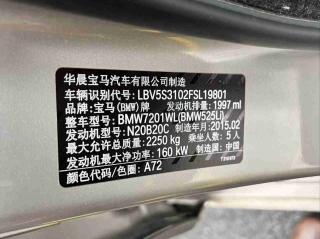 华晨宝马汽车有限公司制造
车辆识别代号: LBV5S3102FSL19801
品牌: 宝马(BMW)牌 发动机排量: 1997 ml
整车型号: BMW7201WL(BMW525Li)
发动机型号: N20B20C 制造年月: 2015.02
最大允许总质量: 2250 kg 乘坐人数: 5 人
发动机最大净功率: 160 kW 制造国: 中国
颜色代码/色圈: A72